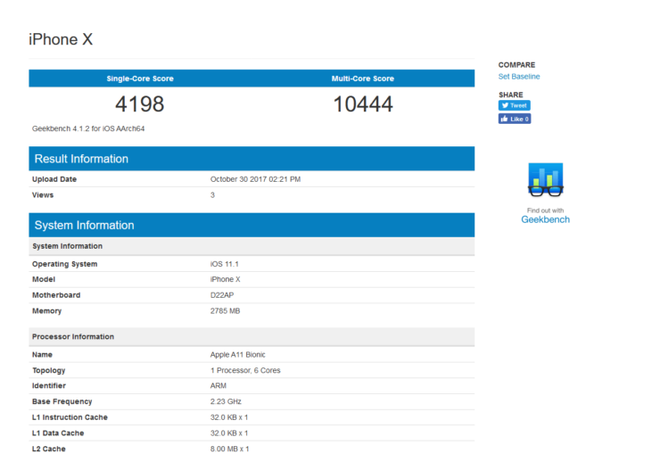 iPhone X
COMPARE
Set Baseline
Single-Core Score Multi-Core Score
4198 10444
SHARE
Tweet
Like 0
Geekbench 4.1.2 for iOS AArch64
Result Information
Upload Date October 30 2017 02:21 PM
Views 3
Find out with
Geekbench
System Information
System Information
Operating System iOS 11.1
Model iPhone X
Motherboard D22AP
Memory 2785 MB
Processor Information
Name Apple A11 Bionic
Topology 1 Processor, 6 Cores
Identifier ARM
Base Frequency 2.23 GHz
L1 Instruction Cache 32.0 KB x 1
L1 Data Cache 32.0 KB x 1
L2 Cache 8.00 MB x 1